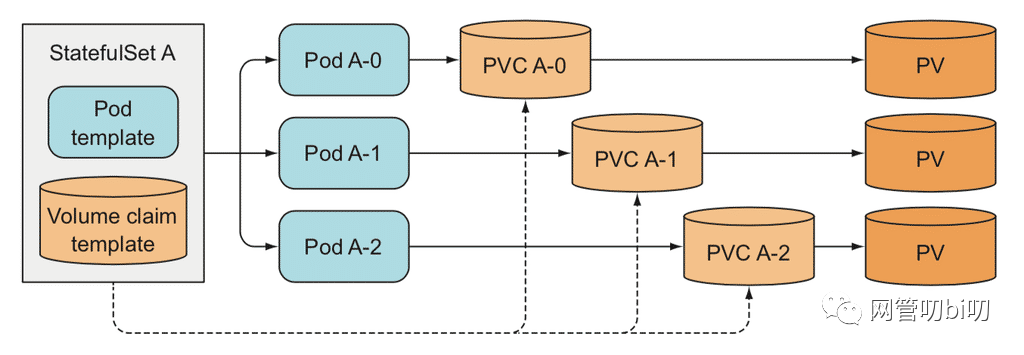 StatefulSet A
Pod
template
Volume claim
template
Pod A-0
PVC A-0
PV
Pod A-1
PVC A-1
PV
Pod A-2
PVC A-2
PV
网管叨bi叨